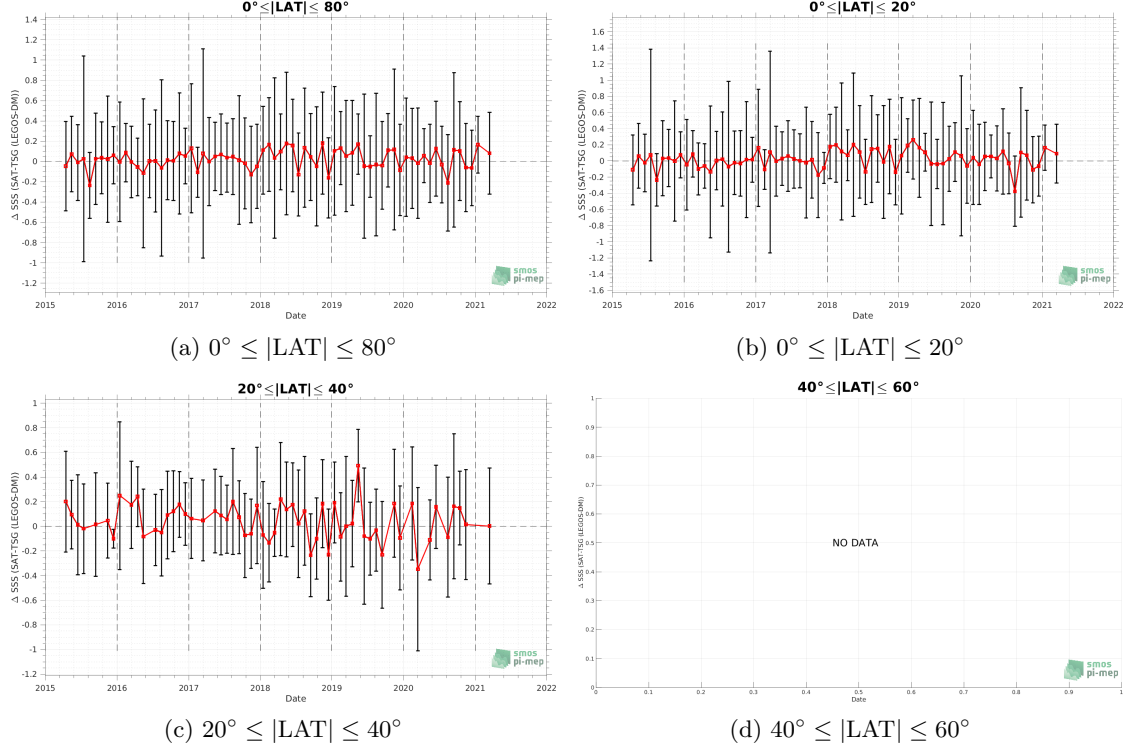 0°≤|LAT|≤ 80°
Δ SSS (SAT-TSG (LEGOS-DM))
1.4
1.2
1
0.8
0.6
0.4
0.2
0
-0.2
-0.4
-0.6
-0.8
-1
-1.2
2015 2016 2017 2018 2019 2020 2021 2022
Date
smos
pi-mep
(a) 0° ≤ |LAT| ≤ 80°
0°≤|LAT|≤ 20°
Δ SSS (SAT-TSG (LEGOS-DM))
1.6
1.4
1.2
1
0.8
0.6
0.4
0.2
0
-0.2
-0.4
-0.6
-0.8
-1
-1.2
-1.4
-1.6
2015 2016 2017 2018 2019 2020 2021 2022
Date
smos
pi-mep
(b) 0° ≤ |LAT| ≤ 20°
20°≤|LAT|≤ 40°
Δ SSS (SAT-TSG (LEGOS-DM))
1
0.8
0.6
0.4
0.2
0
-0.2
-0.4
-0.6
-0.8
-1
-1.2
2015 2016 2017 2018 2019 2020 2021 2022
Date
smos
pi-mep
(c) 20° ≤ |LAT| ≤ 40°
40°≤|LAT|≤ 60°
Δ SSS (SAT-TSG (LEGOS-DM))
1
0.9
0.8
0.7
0.6
0.5
0.4
0.3
0.2
0.1
0
NO DATA
0 0.1 0.2 0.3 0.4 0.5 0.6 0.7 0.8 0.9 1
Date
smos
pi-mep
(d) 40° ≤ |LAT| ≤ 60°